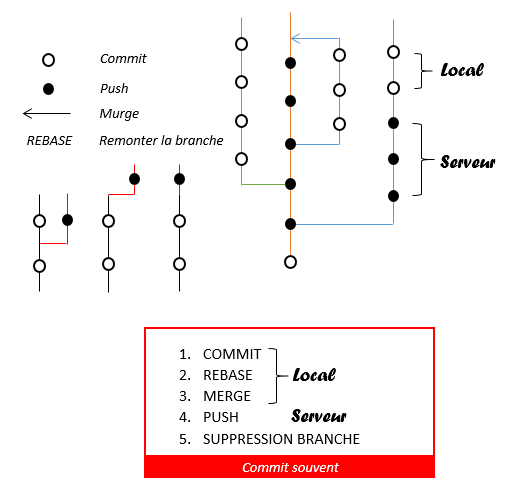 Commit
Push
Murge
REBASE Remonter la branche
Local
Serveur
1. COMMIT
2. REBASE
3. MERGE
Local
4. PUSH
Serveur
5. SUPPRESSION BRANCHE
Commit souvent